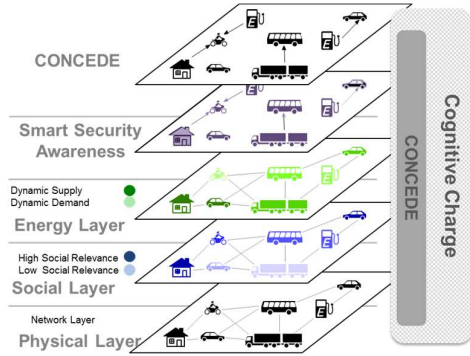 CONCEDE
Smart Security
Awareness
Dynamic Supply
Dynamic Demand
Energy Layer
High Social Relevance
Low Social Relevance
Social Layer
Network Layer
Physical Layer
E
E
E
E
E
E
E
CONCEDE
Cognitive Charge